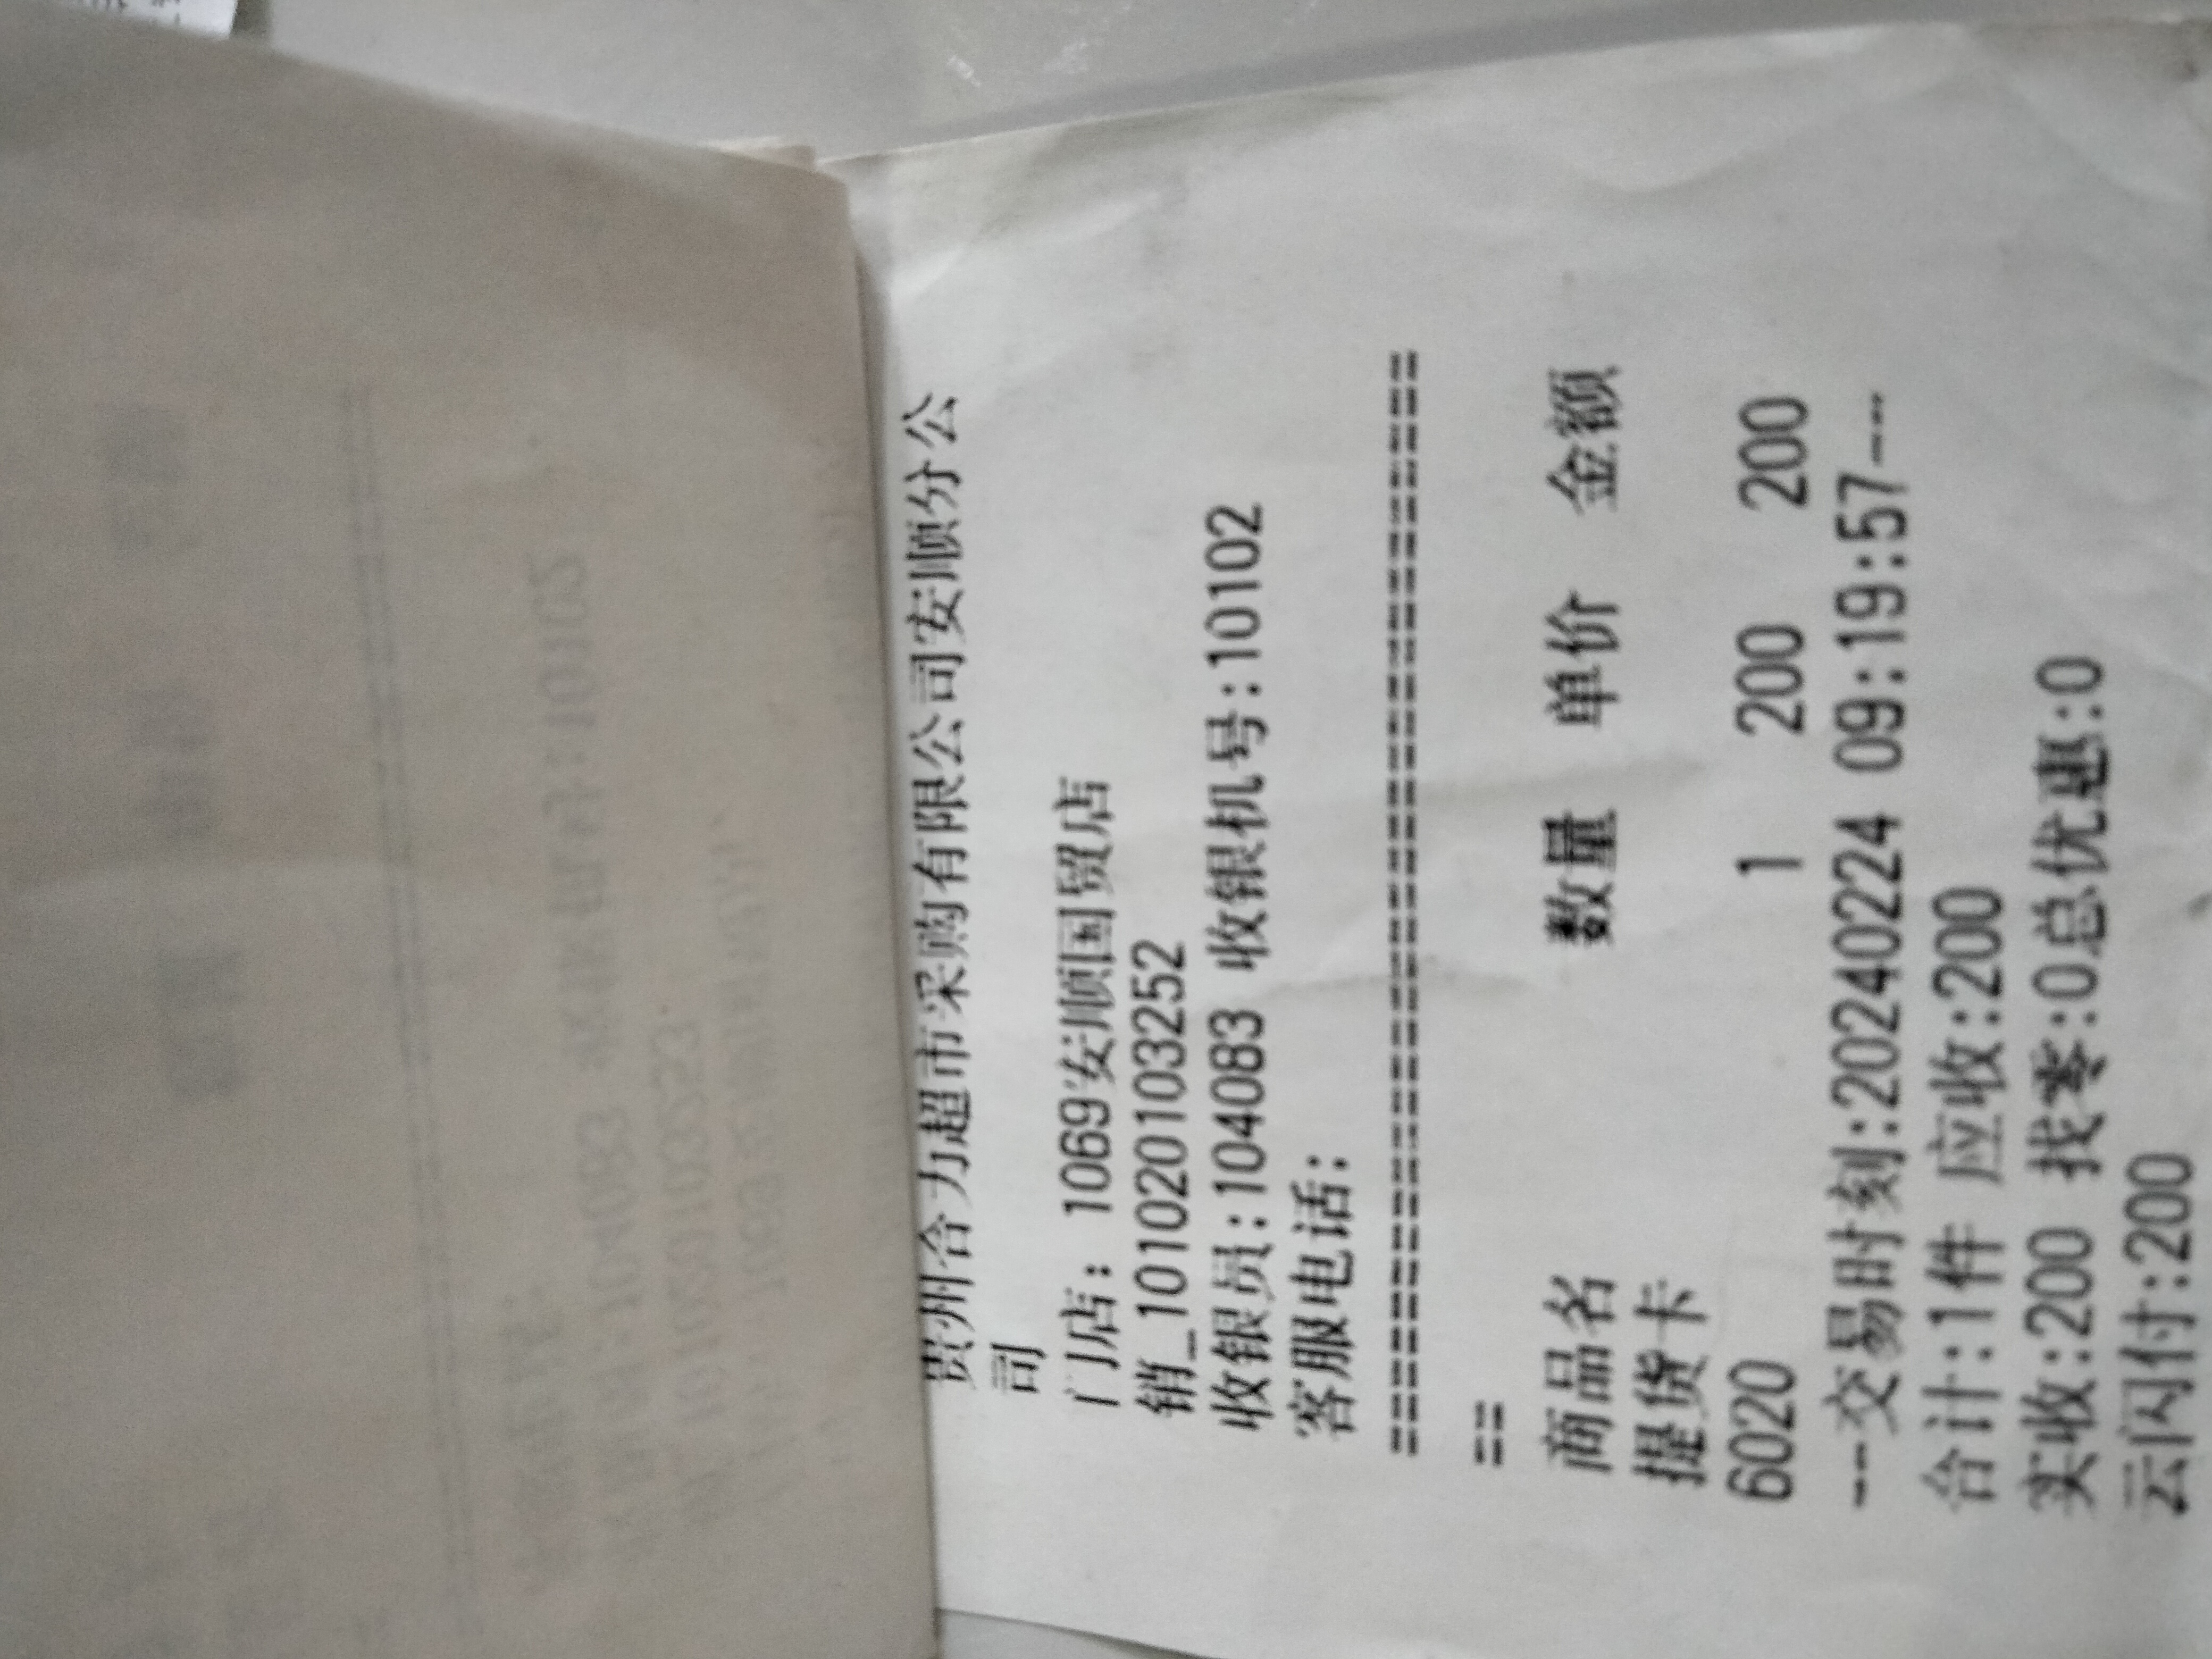 贵州合力超市采购有限公司安顺分公
司
门店：1069安顺国贸店
销_1010201032​52
收银员:104083 收银机号:10102
客服电话:
========================================
==
商品名 数量 单价 金额
提货卡
6020 1 200 200
--交易时刻:20240224 09:19:57--
合计:1件 应收:200
实收:200 找零:0总优惠:0
云闪付:200